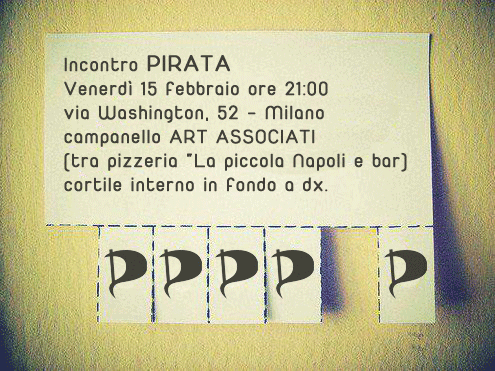 Incontro PIRATA
Venerdì 15 febbraio ore 21:00
via Washington, 52 - Milano
campanello ART ASSOCIATI
(tra pizzeria "La piccola Napoli e bar)
cortile interno in fondo a dx.
P P P P P